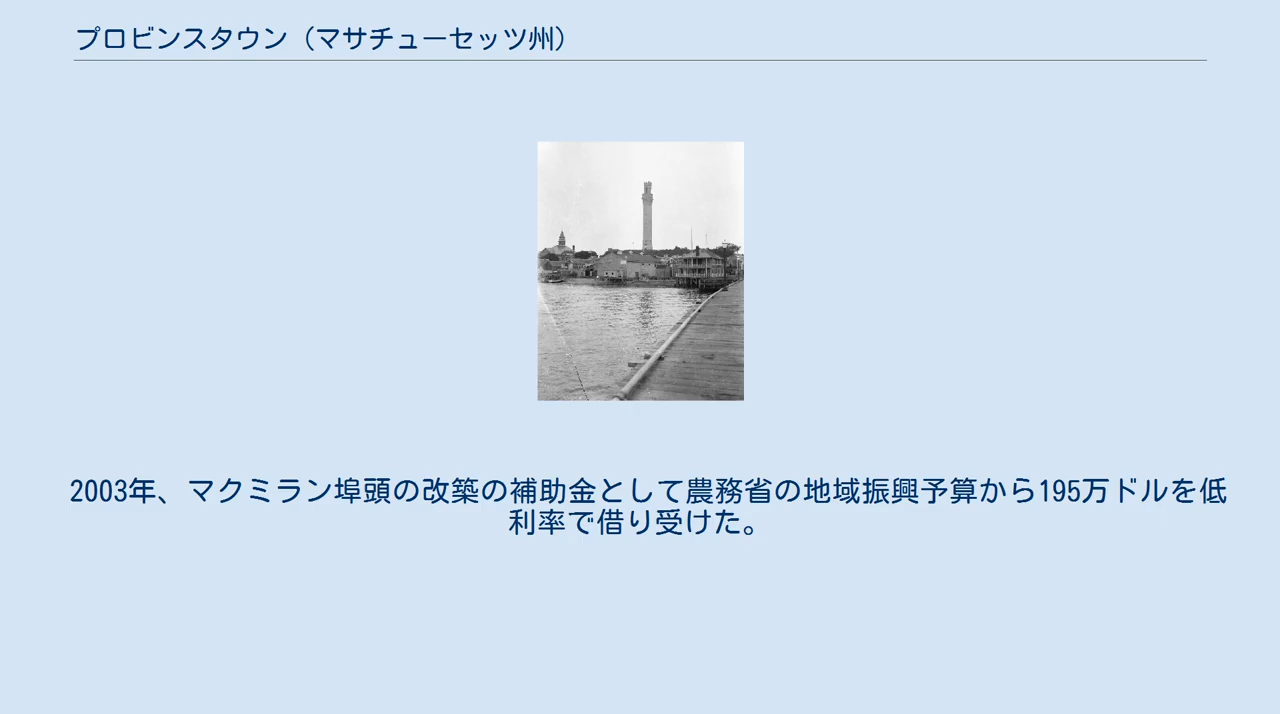 プロビンスタウン（マサチューセッツ州）
2003年、マクミラン埠頭の改築の補助金として農務省の地域振興予算から195万ドルを低
利率で借り受けた。